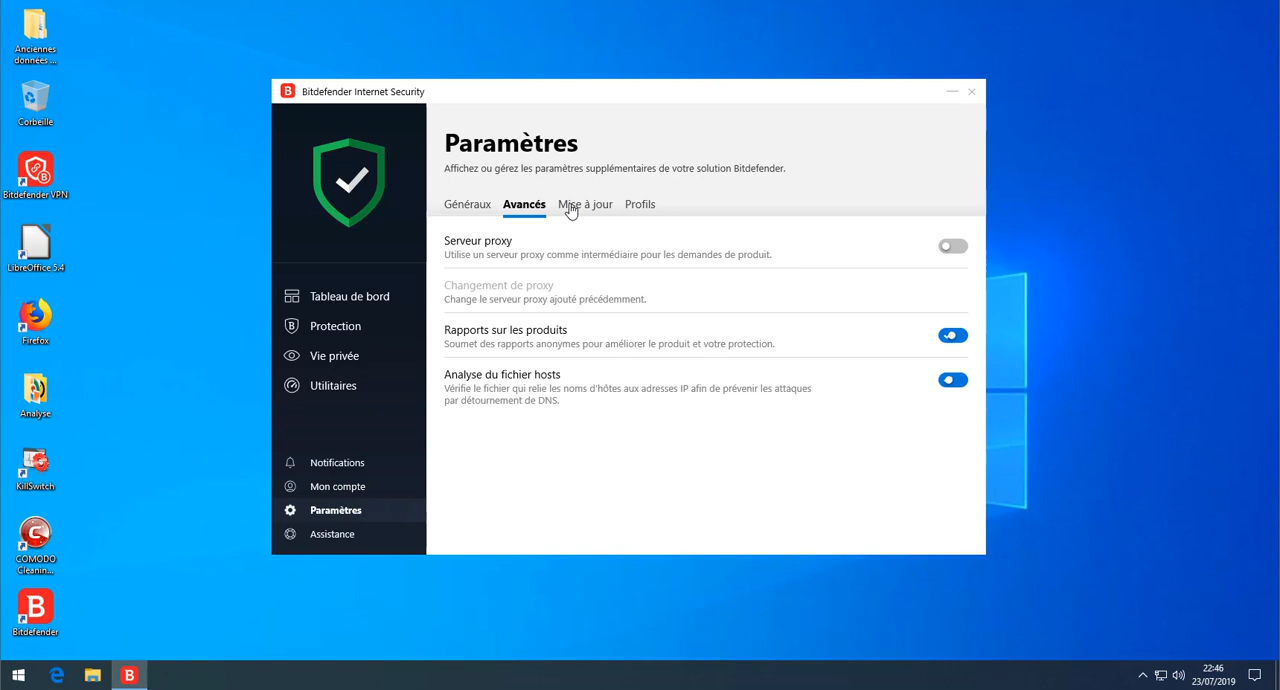 Anciennes
données ...
Corbeille
Bitdefender VPN
LibreOffice 5.4
Firefox
Analyse
KillSwitch
COMODO
Cleanin...
B
Bitdefender
B
Bitdefender Internet Security
Tableau de bord
Protection
Vie privée
Utilitaires
Notifications
Mon compte
Paramètres
Assistance
Paramètres
Affichez ou gérez les paramètres supplémentaires de votre solution Bitdefender.
Généraux Avancés Mise à jour Profils
Serveur proxy
Utilise un serveur proxy comme intermédiaire pour les demandes de produit.
Changement de proxy
Change le serveur proxy ajouté précédemment.
Rapports sur les produits
Soumet des rapports anonymes pour améliorer le produit et votre protection.
Analyse du fichier hosts
Vérifie le fichier qui relie les noms d'hôtes aux adresses IP afin de prévenir les attaques
par détournement de DNS.
B
22:46
23/07/2019